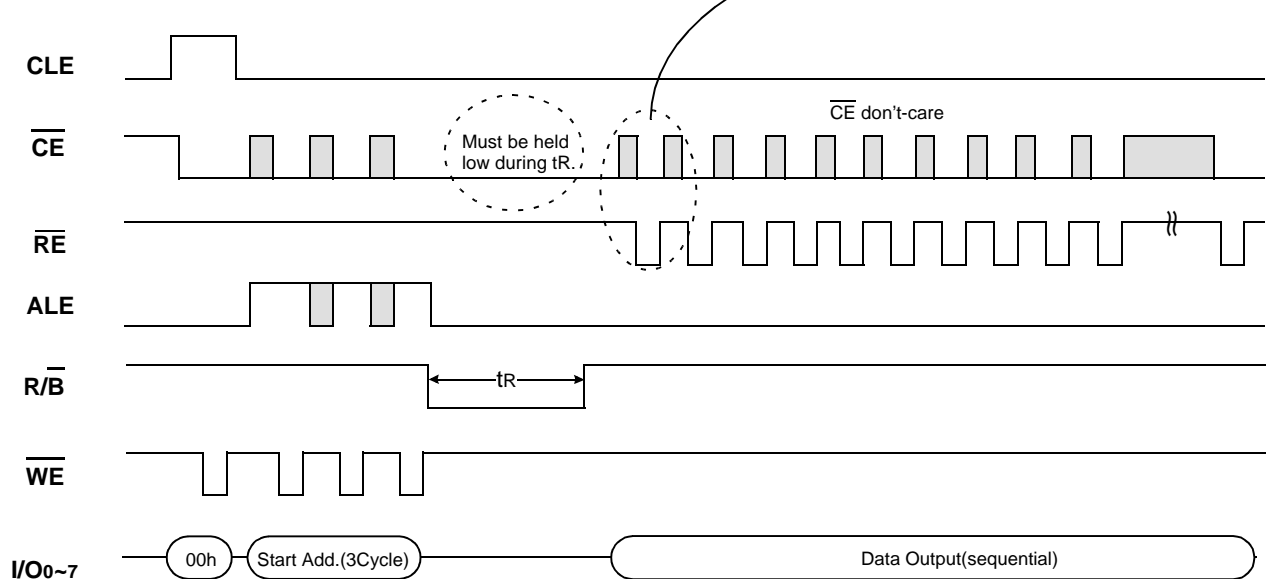 CLE
CE
CE don't-care
Must be held
low during tR.
RE
ALE
R/B
tR
WE
I/O0~7
00h
Start Add.(3Cycle)
Data Output(sequential)